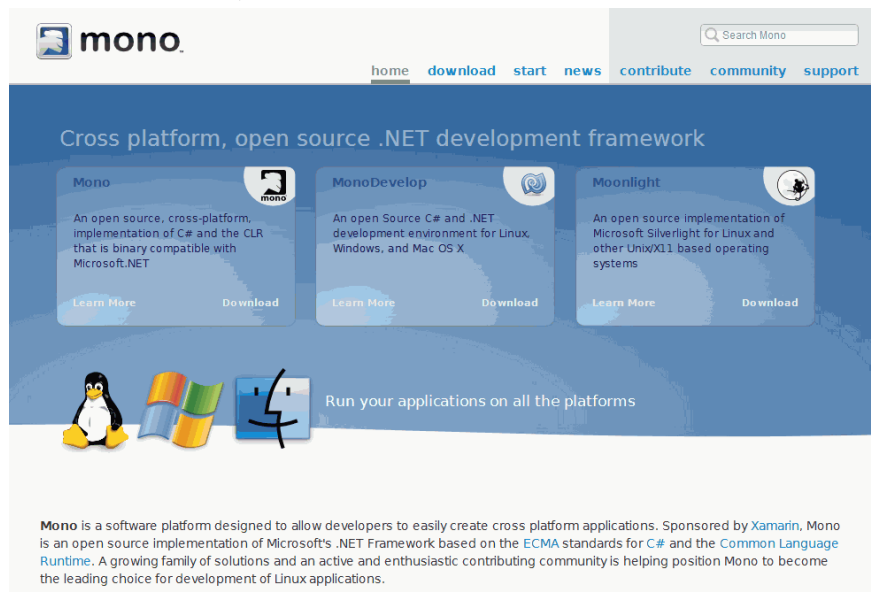 mono
Search Mono
home download start news contribute community support
Cross platform, open source .NET development framework
Mono
mono
An open source, cross-platform,
implementation of C# and the CLR
that is binary compatible with
Microsoft.NET
Learn More Download
MonoDevelop
An open Source C# and .NET
development environment for Linux,
Windows, and Mac OS X
Learn More Download
Moonlight
An open source implementation of
Microsoft Silverlight for Linux and
other Unix/X11 based operating
systems
Learn More Download
Run your applications on all the platforms
Mono is a software platform designed to allow developers to easily create cross platform applications. Sponsored by Xamarin, Mono
is an open source implementation of Microsoft's .NET Framework based on the ECMA standards for C# and the Common Language
Runtime. A growing family of solutions and an active and enthusiastic contributing community is helping position Mono to become
the leading choice for development of Linux applications.